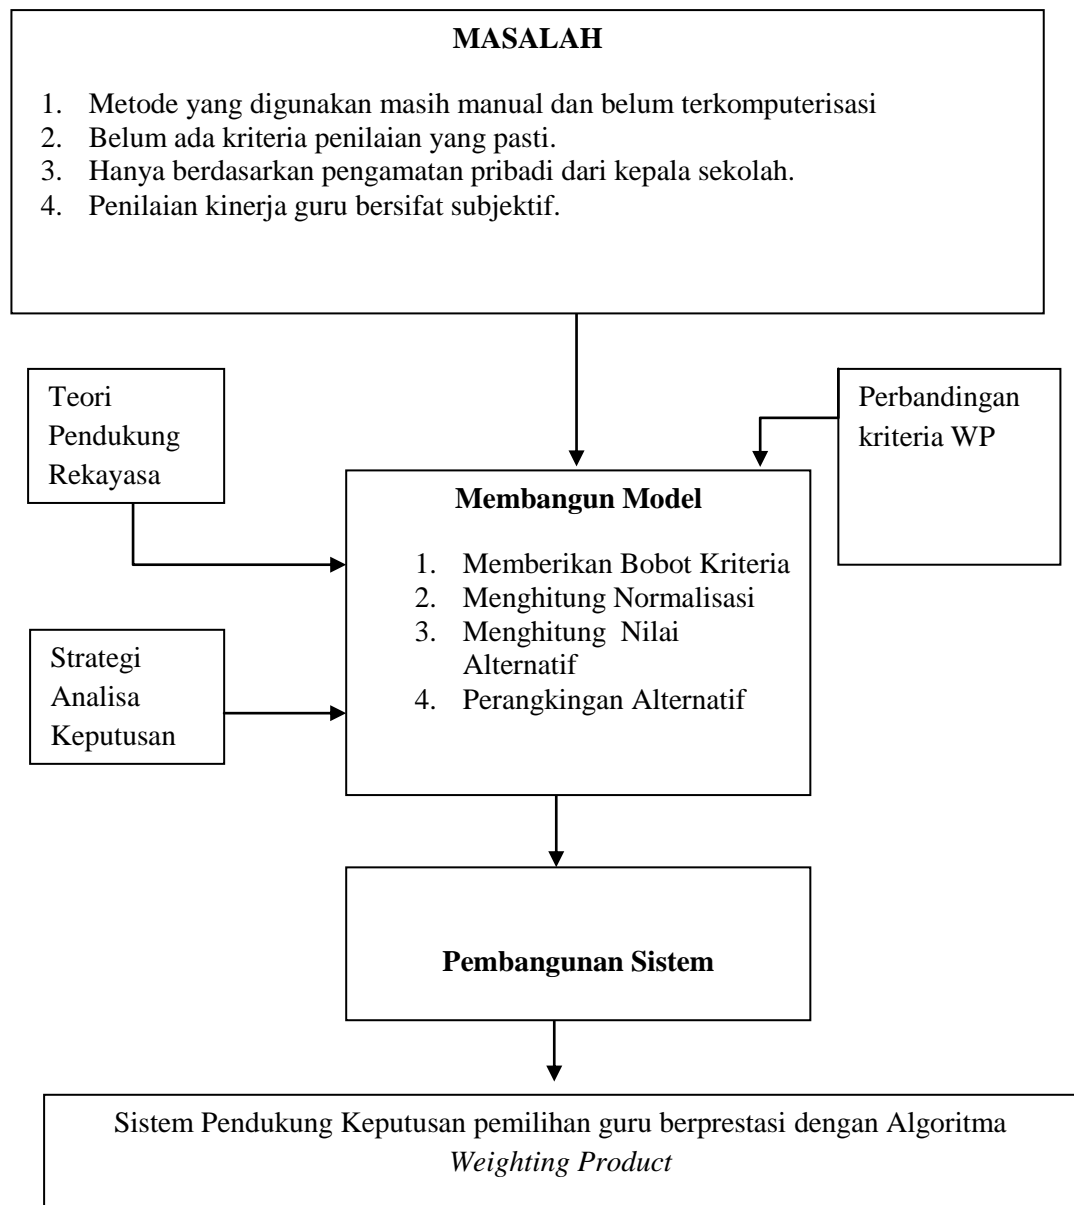 MASALAH
1. Metode yang digunakan masih manual dan belum terkomputerisasi
2. Belum ada kriteria penilaian yang pasti.
3. Hanya berdasarkan pengamatan pribadi dari kepala sekolah.
4. Penilaian kinerja guru bersifat subjektif.
Teori
Pendukung
Rekayasa
Perbandingan
kriteria WP
Membangun Model
1. Memberikan Bobot Kriteria
2. Menghitung Normalisasi
3. Menghitung Nilai
Alternatif
4. Perangkingan Alternatif
Strategi
Analisa
Keputusan
Pembangunan Sistem
Sistem Pendukung Keputusan pemilihan guru berprestasi dengan Algoritma
Weighting Product